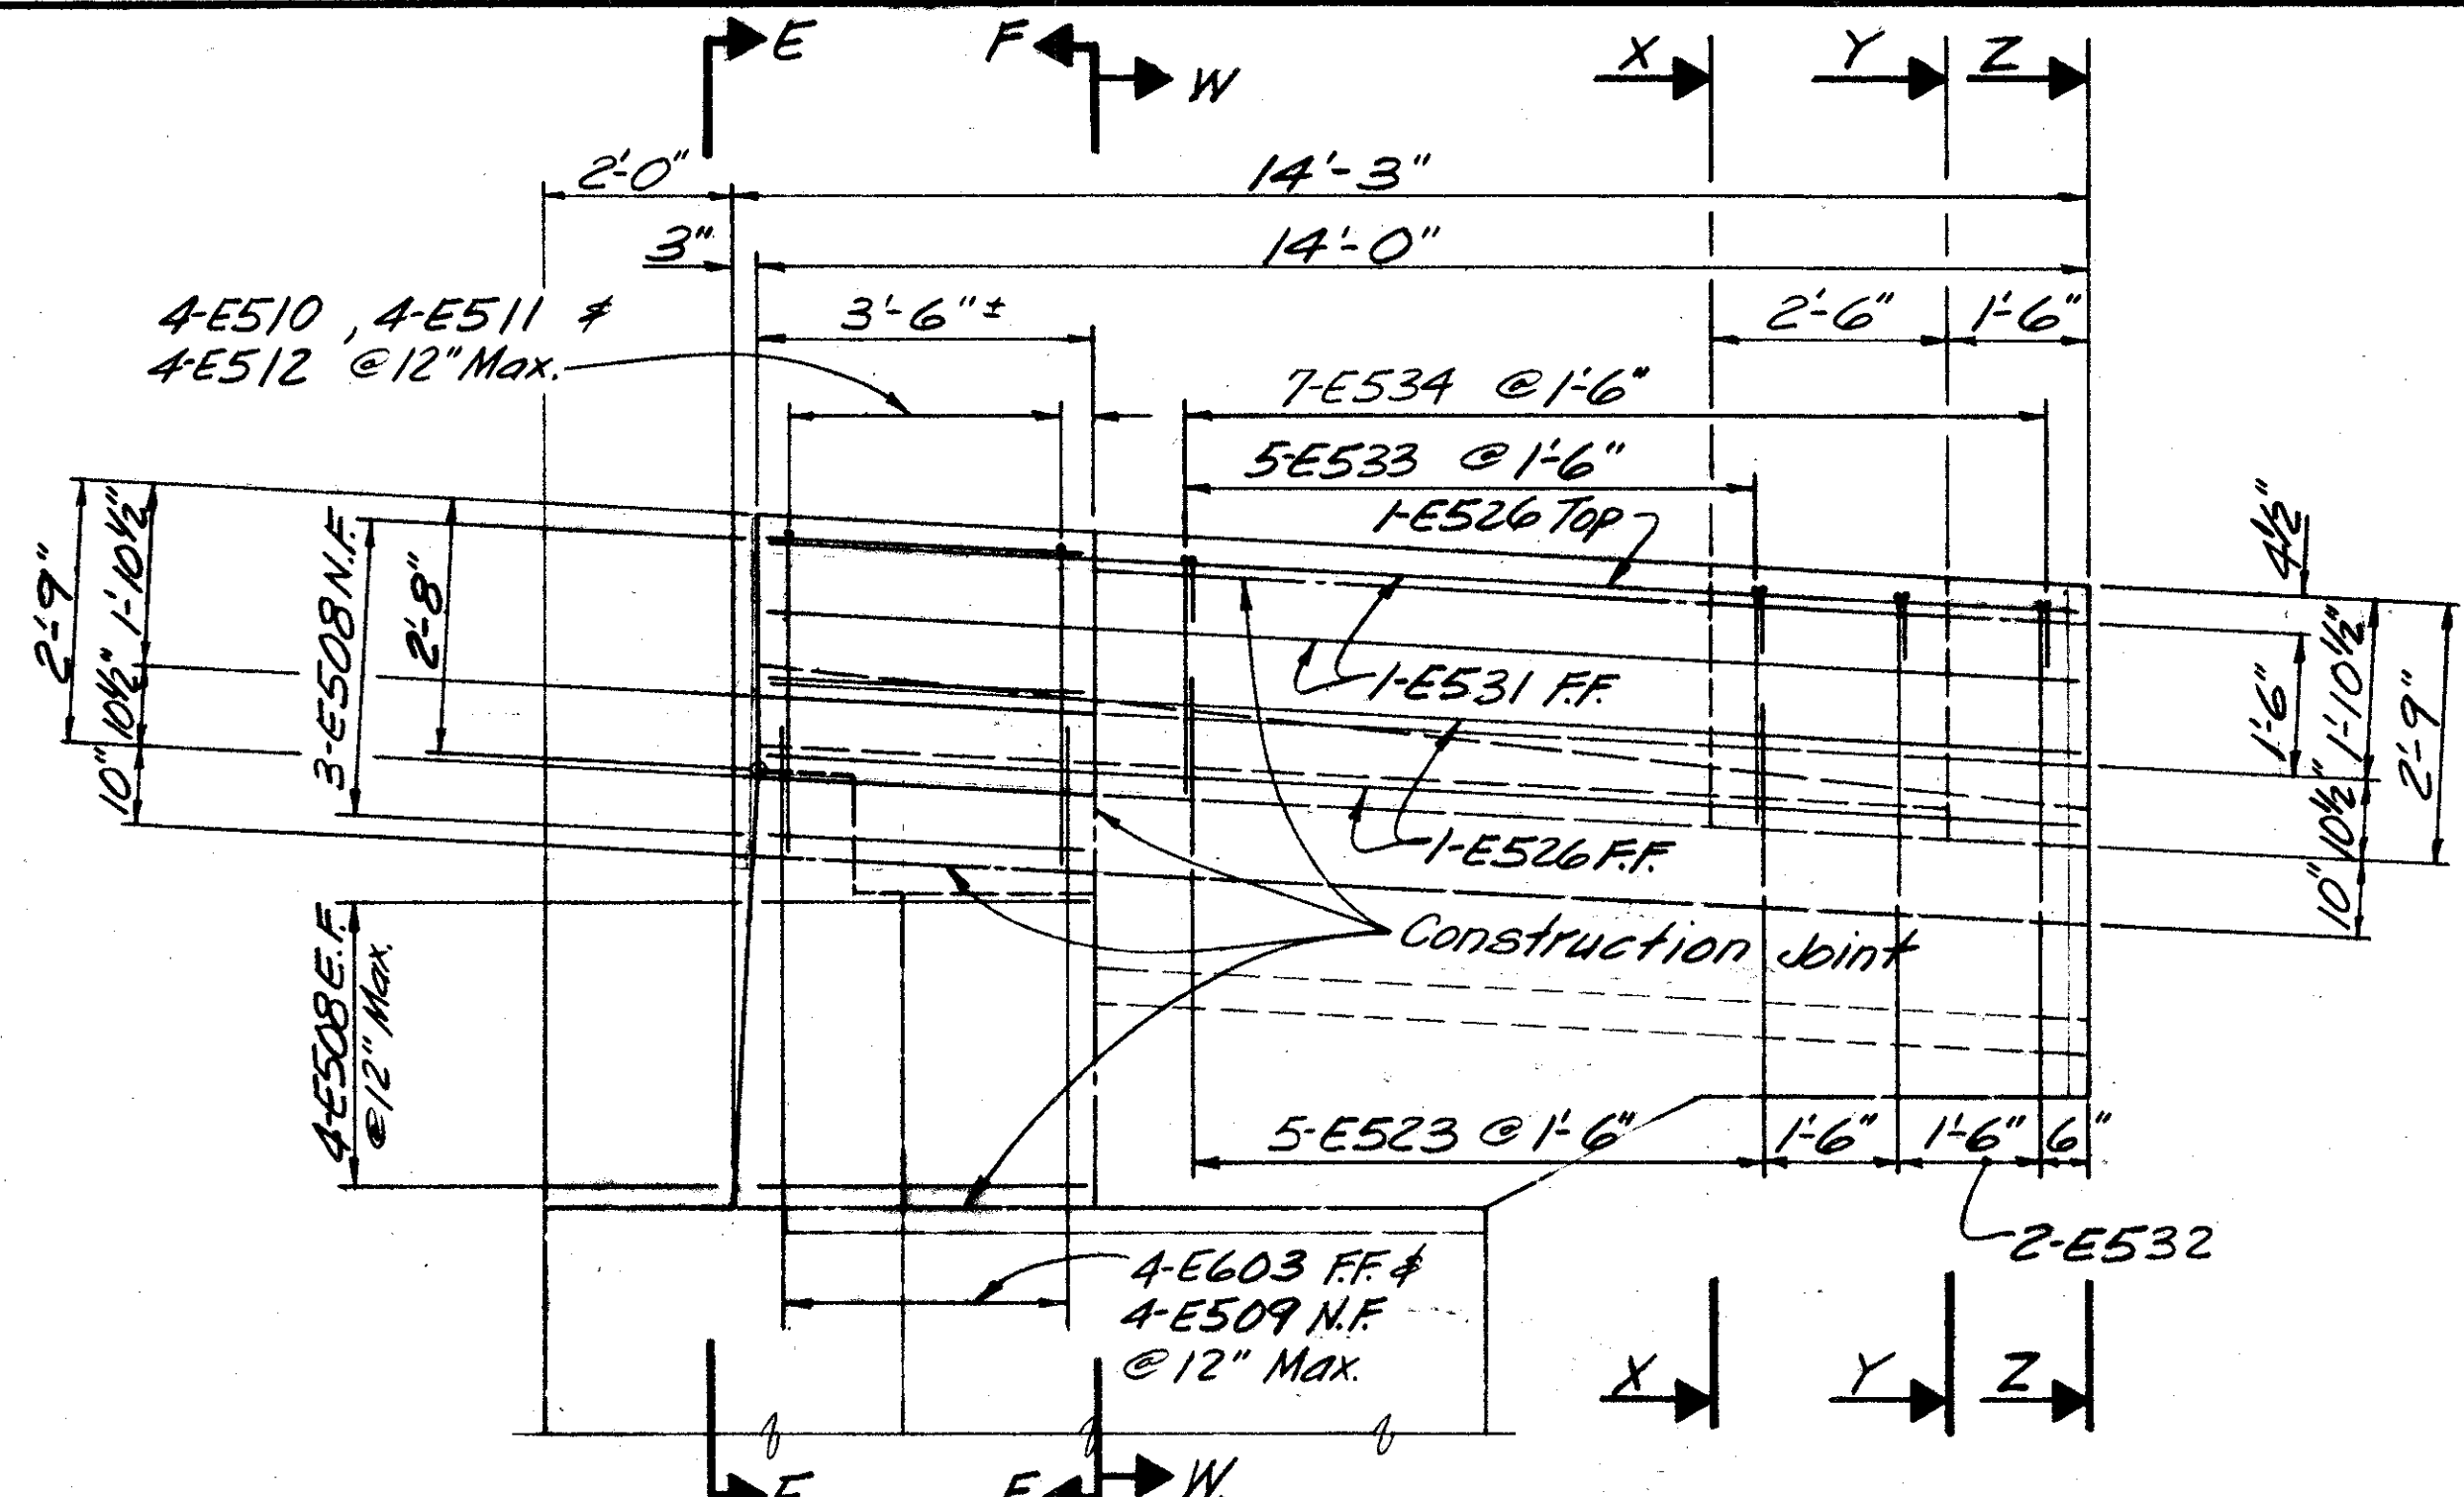 E
F
W
X
Y
Z
2'-0"
14'-3"
3"
14'-0"
4-E510, 4-E511 &
4-E512 @ 12" Max.
3'-6"±
2'-6"
1'-6"
7-E534 @ 1'-6"
5-E533 @ 1'-6"
1-E526 Top
4½"
2'-9"
1'-10½"
10½"
10"
3-E508 N.F.
2'-8"
1-E531 F.F.
1'-6"
1'-10½"
2'-9"
10½"
10"
1-E526 F.F.
Construction Joint
4-E508 E.F.
@ 12" Max.
5-E523 @ 1'-6"
1'-6"
1'-6"
6"
2-E532
4-E603 F.F. &
4-E509 N.F.
@ 12" Max.
X
Y
Z
E
F
W